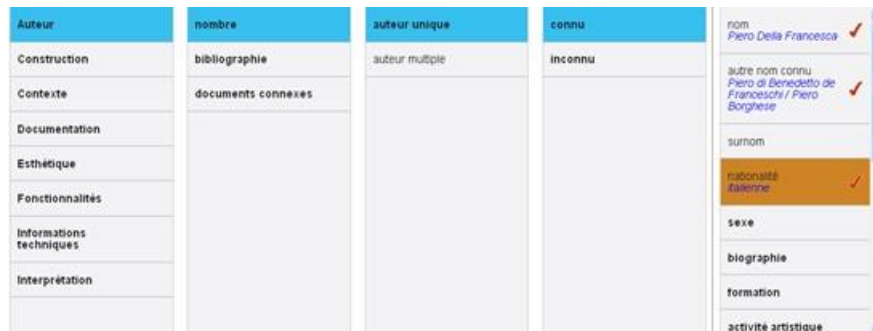 Auteur
Construction
Contexte
Documentation
Esthétique
Fonctionnalités
Informations
techniques
Interprétation
nombre
bibliographie
documents connexes
auteur unique
auteur multiple
connu
inconnu
nom
Piero Della Francesca
autre nom connu
Piero di Benedetto de
Franceschi / Piero
Borghese
surnom
nationalité
italienne
sexe
biographie
formation
activité artistique